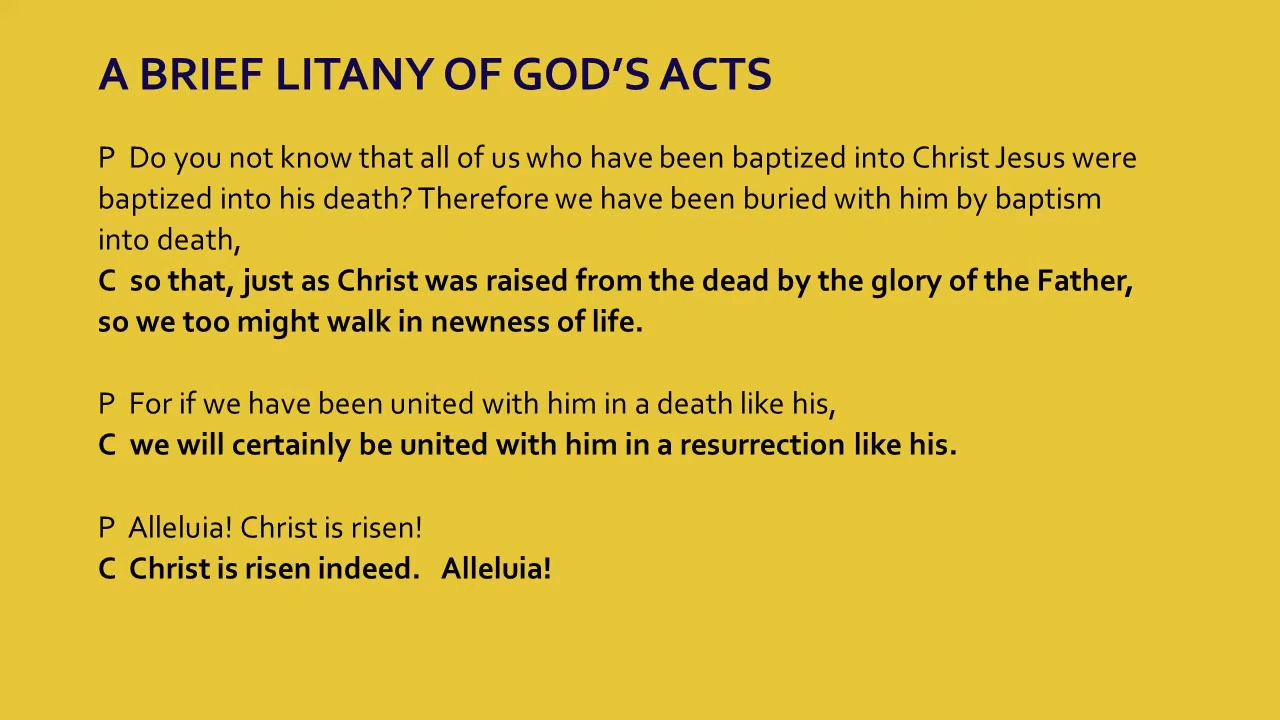 A BRIEF LITANY OF GOD’S ACTS
P Do you not know that all of us who have been baptized into Christ Jesus were
baptized into his death? Therefore we have been buried with him by baptism
into death,
C so that, just as Christ was raised from the dead by the glory of the Father,
so we too might walk in newness of life.
P For if we have been united with him in a death like his,
C we will certainly be united with him in a resurrection like his.
P Alleluia! Christ is risen!
C Christ is risen indeed. Alleluia!